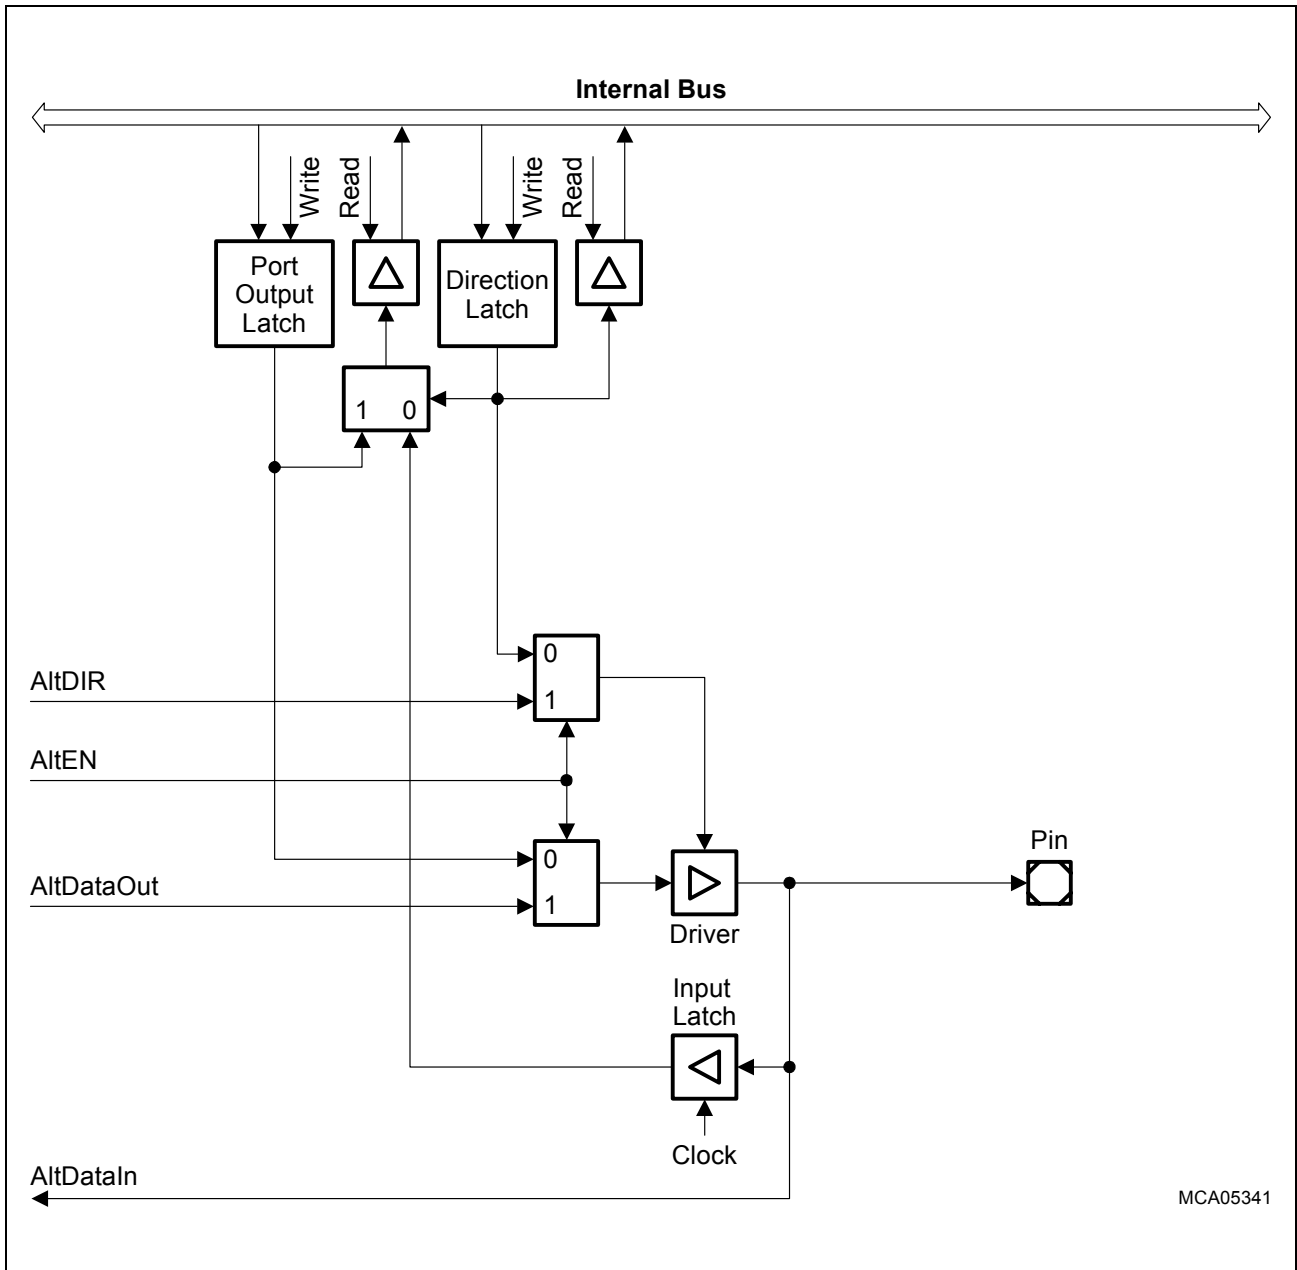 Internal Bus
Write
Read
Write
Read
Port
Output
Latch
Direction
Latch
1 0
0
AltDIR
1
AltEN
0
AltDataOut
1
Driver
Pin
Input
Latch
Clock
AltDataIn
MCA05341